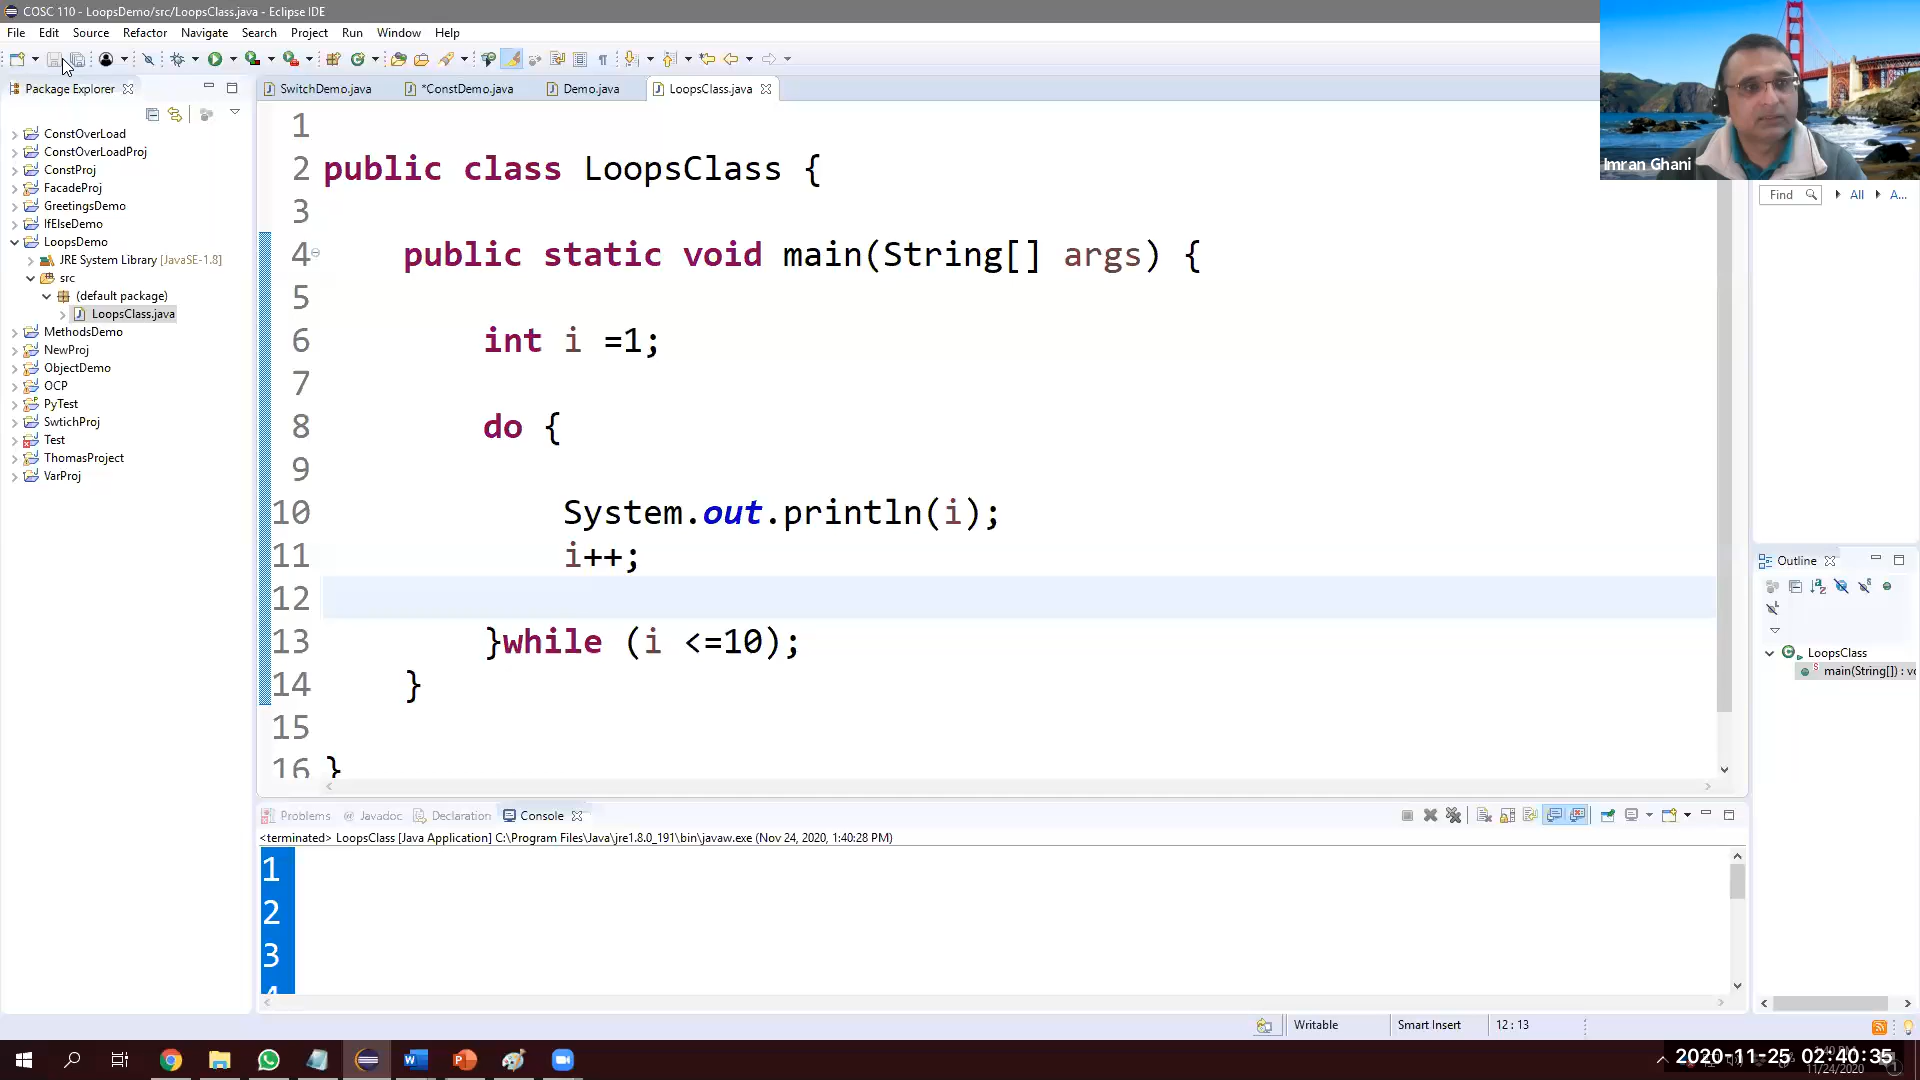 COSC 110 - LoopsDemo/src/LoopsClass.java - Eclipse IDE
File Edit Source Refactor Navigate Search Project Run Window Help
Package Explorer
SwitchDemo.java *ConstDemo.java Demo.java LoopsClass.java
ConstOverLoad
ConstOverLoadProj
ConstProj
FacadeProj
GreetingsDemo
IfElseDemo
LoopsDemo
JRE System Library [JavaSE-1.8]
src
(default package)
LoopsClass.java
MethodsDemo
NewProj
ObjectDemo
OCP
PyTest
SwtichProj
Test
ThomasProject
VarProj
1
2 public class LoopsClass {
3
4 public static void main(String[] args) {
5
6 int i =1;
7
8 do {
9
10 System.out.println(i);
11 i++;
12
13 }while (i <=10);
14 }
15
16 }
Imran Ghani
Find All A...
Outline
LoopsClass
main(String[]) : vo
Problems Javadoc Declaration Console
<terminated> LoopsClass [Java Application] C:\Program Files\Java\jre1.8.0_191\bin\javaw.exe (Nov 24, 2020, 1:40:28 PM)
1
2
3
4
Writable Smart Insert 12 : 13
2020-11-25 02:40:35
11/24/2020